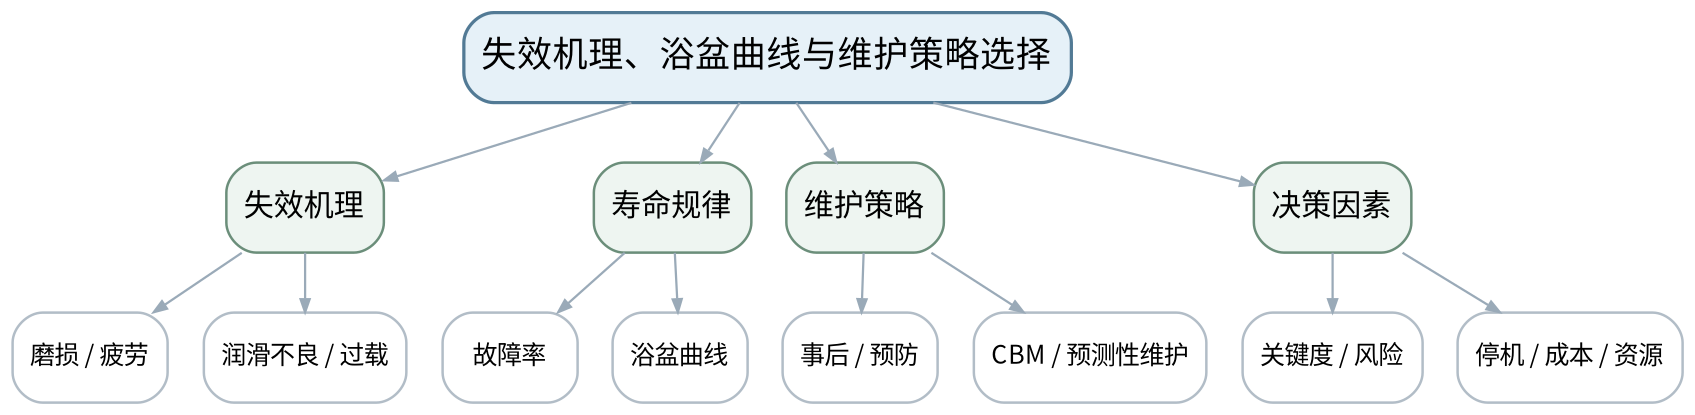 失效机理、浴盆曲线与维护策略选择
失效机理
寿命规律
维护策略
决策因素
磨损 / 疲劳
润滑不良 / 过载
故障率
浴盆曲线
事后 / 预防
CBM / 预测性维护
关键度 / 风险
停机 / 成本 / 资源